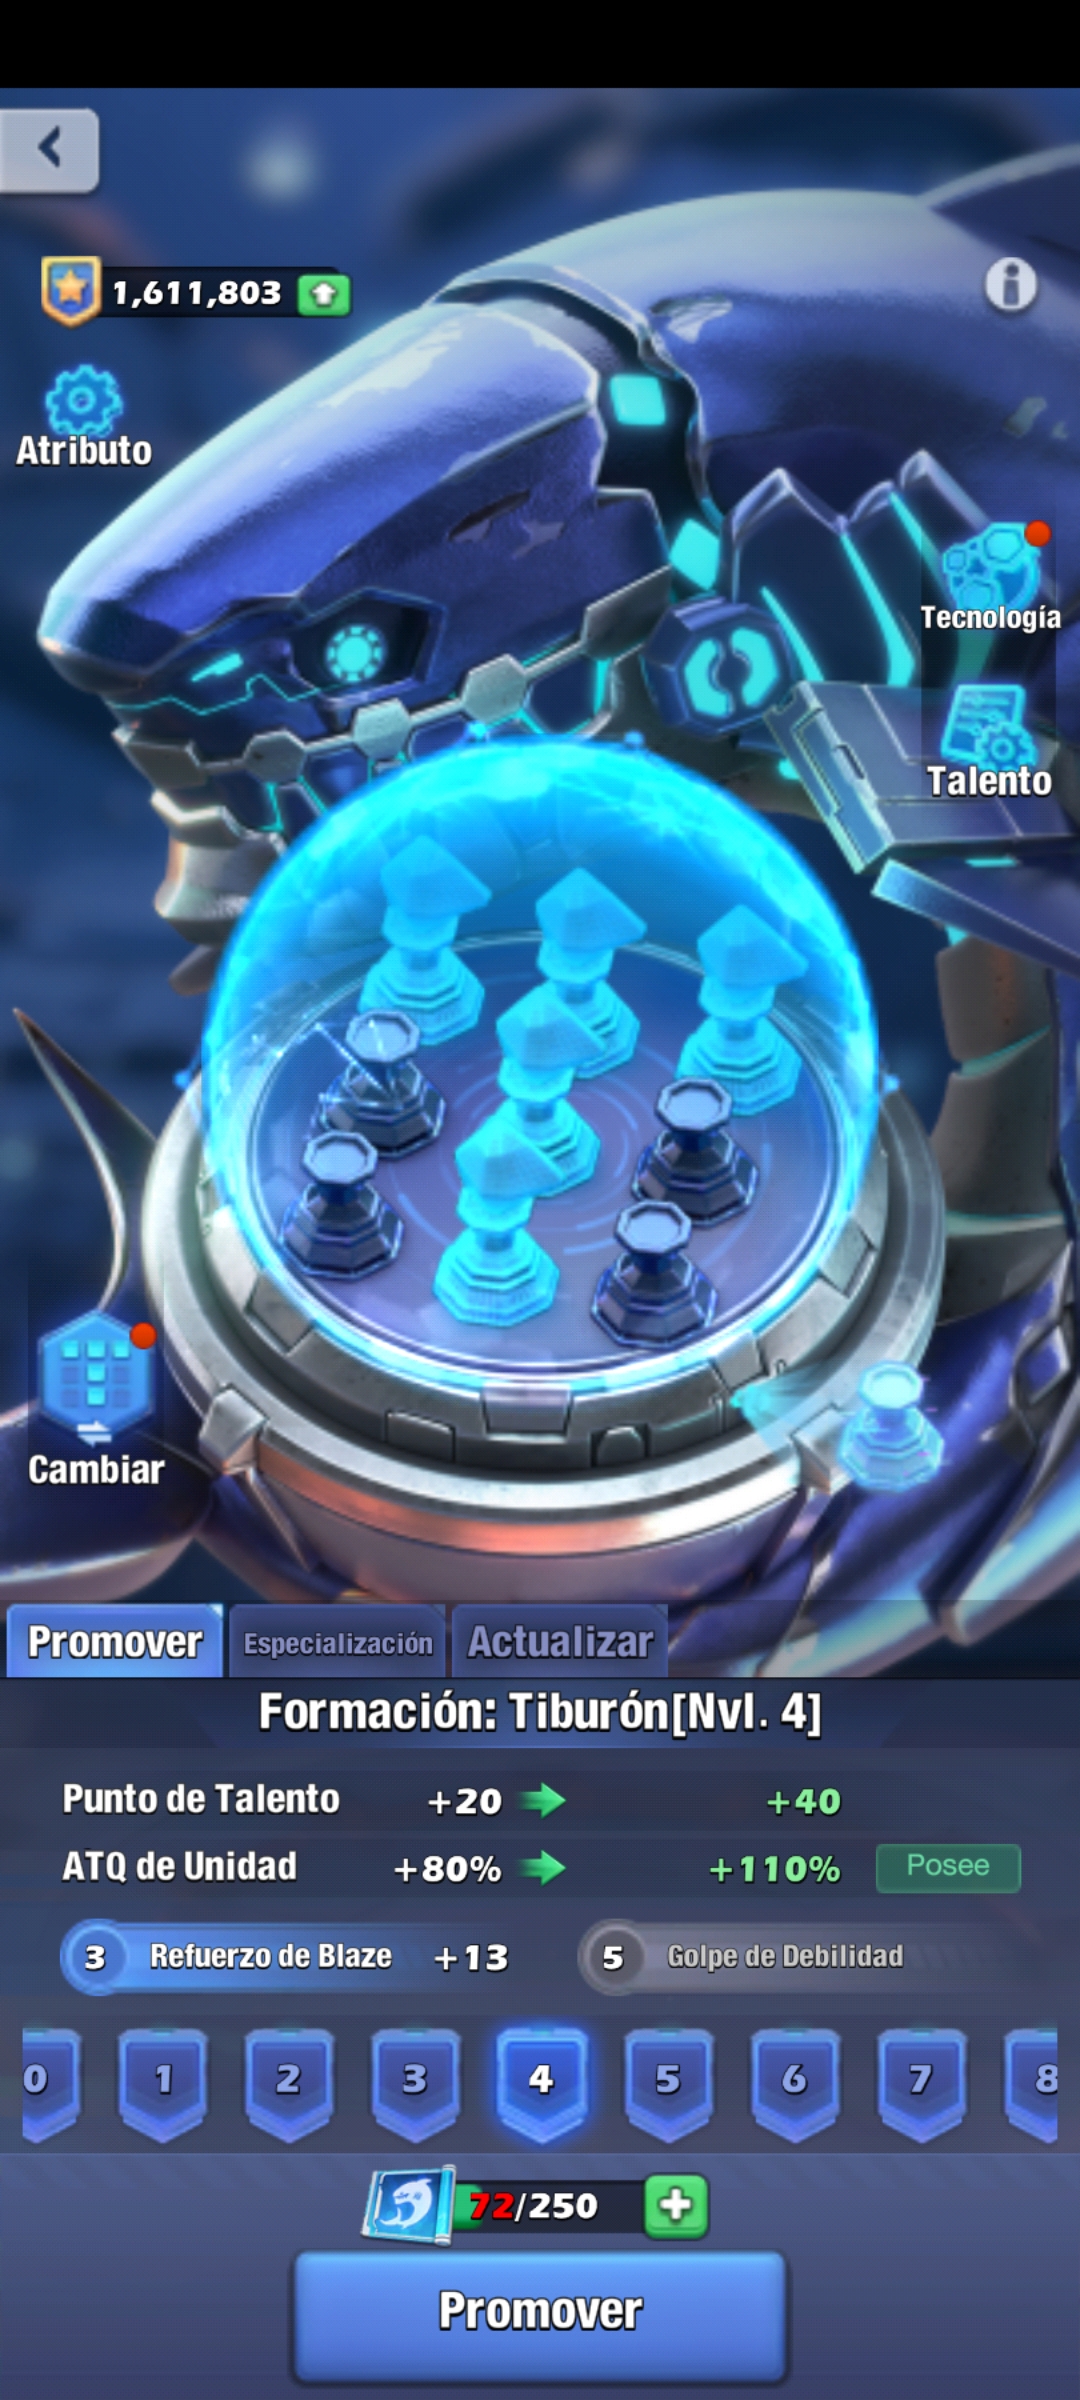 1,611,803
Atributo
Tecnología
Talento
Cambiar
Promover Especialización Actualizar
Formación: Tiburón[Nvl. 4]
Punto de Talento +20 +40
ATQ de Unidad +80% +110% Posee
3 Refuerzo de Blaze +13 5 Golpe de Debilidad
0 1 2 3 4 5 6 7 8
72/250
Promover